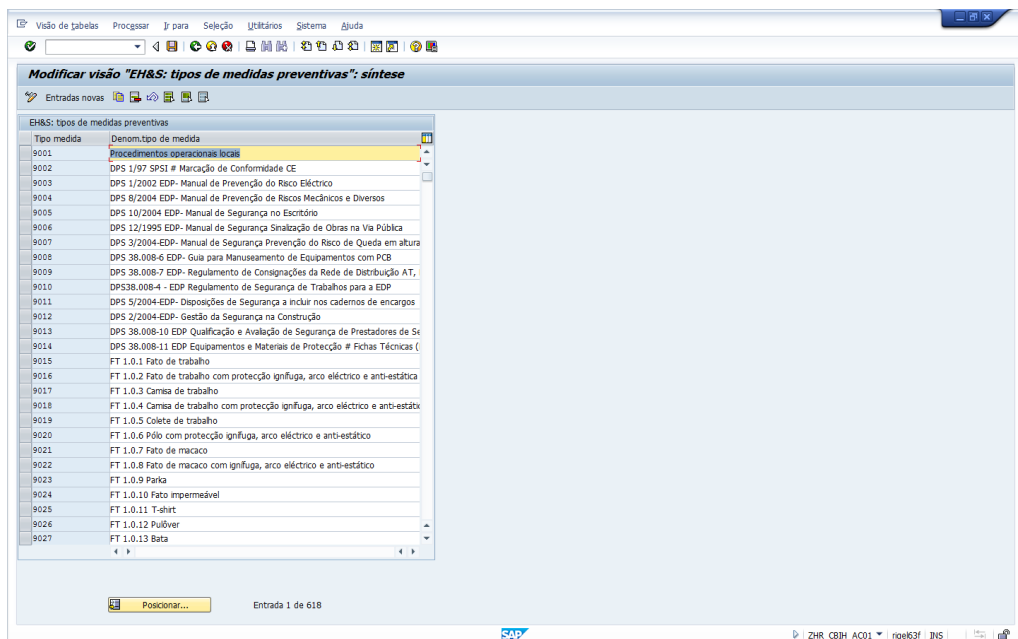 Visão de tabelas Processar Ir para Seleção Utilitários Sistema Ajuda
Modificar visão "EH&S: tipos de medidas preventivas": síntese
Entradas novas
EH&S: tipos de medidas preventivas
Tipo medida Denom.tipo de medida
9001 Procedimentos operacionais locais
9002 DPS 1/97 SPSI # Marcação de Conformidade CE
9003 DPS 1/2002 EDP- Manual de Prevenção do Risco Eléctrico
9004 DPS 8/2004 EDP- Manual de Prevenção de Riscos Mecânicos e Diversos
9005 DPS 10/2004 EDP- Manual de Segurança no Escritório
9006 DPS 12/1995 EDP- Manual de Segurança Sinalização de Obras na Via Pública
9007 DPS 3/2004-EDP- Manual de Segurança Prevenção do Risco de Queda em altura
9008 DPS 38.008-6 EDP- Guia para Manuseamento de Equipamentos com PCB
9009 DPS 38.008-7 EDP- Regulamento de Consignações da Rede de Distribuição AT,
9010 DPS38.008-4 - EDP Regulamento de Segurança de Trabalhos para a EDP
9011 DPS 5/2004-EDP- Disposições de Segurança a incluir nos cadernos de encargos
9012 DPS 2/2004-EDP- Gestão da Segurança na Construção
9013 DPS 38.008-10 EDP Qualificação e Avaliação de Segurança de Prestadores de Se
9014 DPS 38.008-11 EDP Equipamentos e Materiais de Protecção # Fichas Técnicas (
9015 FT 1.0.1 Fato de trabalho
9016 FT 1.0.2 Fato de trabalho com protecção ignífuga, arco eléctrico e anti-estática
9017 FT 1.0.3 Camisa de trabalho
9018 FT 1.0.4 Camisa de trabalho com protecção ignífuga, arco eléctrico e anti-estátic
9019 FT 1.0.5 Colete de trabalho
9020 FT 1.0.6 Pólo com protecção ignífuga, arco eléctrico e anti-estático
9021 FT 1.0.7 Fato de macaco
9022 FT 1.0.8 Fato de macaco com ignífuga, arco eléctrico e anti-estático
9023 FT 1.0.9 Parka
9024 FT 1.0.10 Fato impermeável
9025 FT 1.0.11 T-shirt
9026 FT 1.0.12 Pulôver
9027 FT 1.0.13 Bata
Posicionar... Entrada 1 de 618
SAP ZHR_CBIH_AC01 rigel63f INS